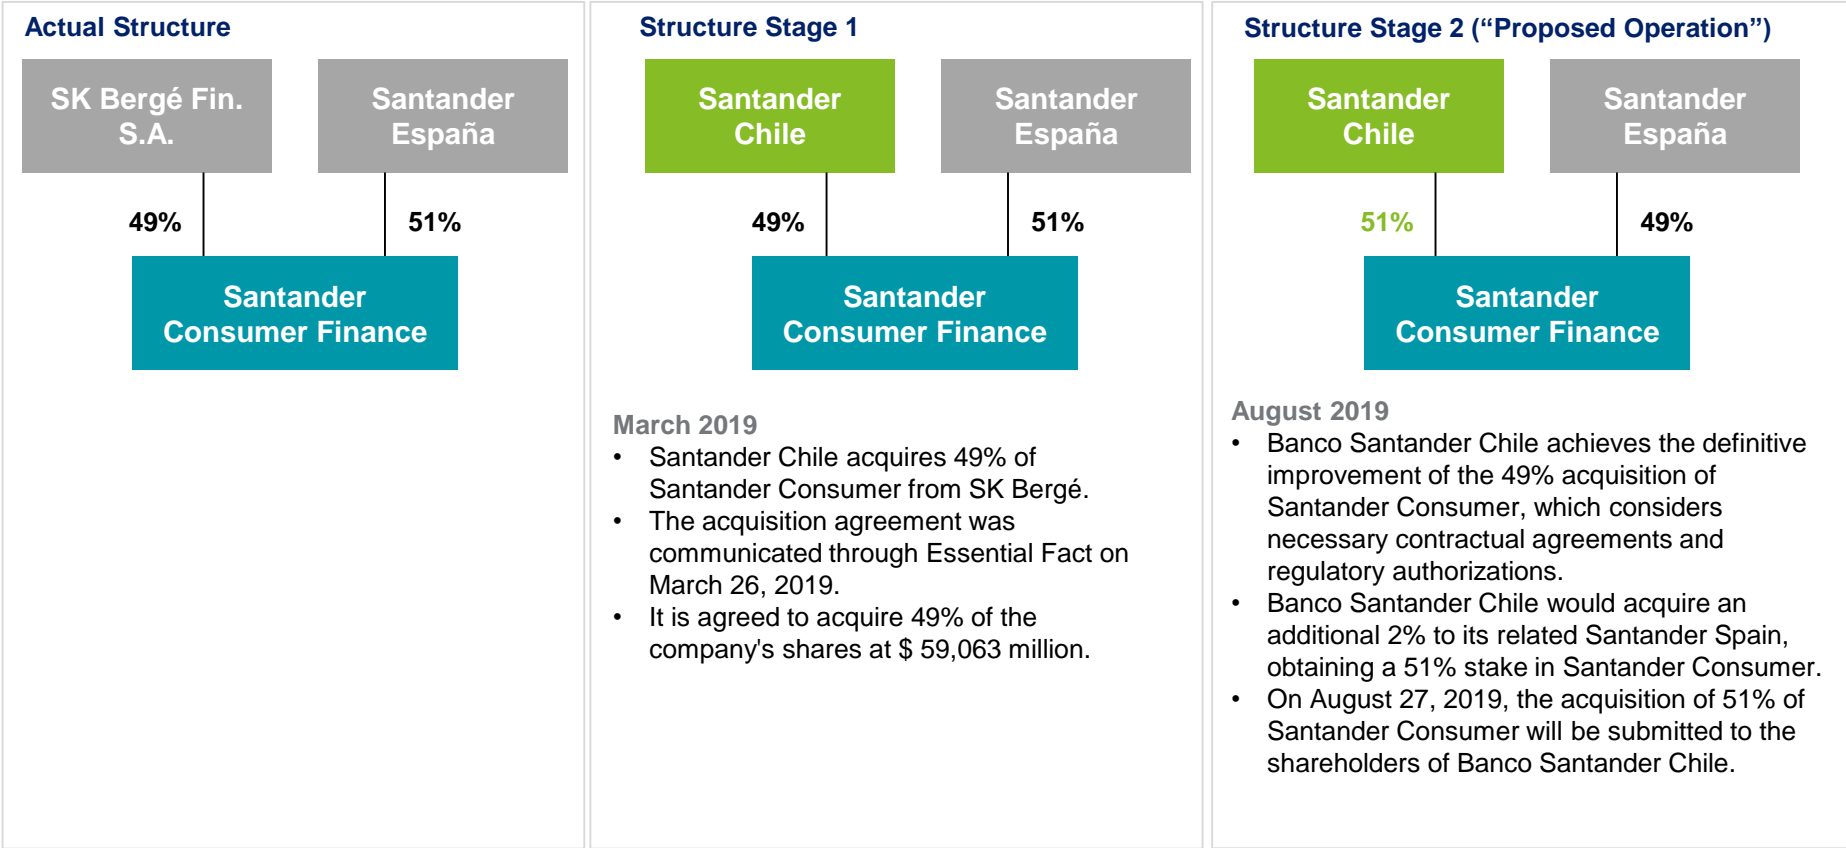 Actual Structure
SK Bergé Fin.
S.A.
Santander
España
49%
51%
Santander
Consumer Finance
Structure Stage 1
Santander
Chile
Santander
España
49%
51%
Santander
Consumer Finance
March 2019
• Santander Chile acquires 49% of
Santander Consumer from SK Bergé.
• The acquisition agreement was
communicated through Essential Fact on
March 26, 2019.
• It is agreed to acquire 49% of the
company's shares at $ 59,063 million.
Structure Stage 2 (“Proposed Operation”)
Santander
Chile
Santander
España
51%
49%
Santander
Consumer Finance
August 2019
• Banco Santander Chile achieves the definitive
improvement of the 49% acquisition of
Santander Consumer, which considers
necessary contractual agreements and
regulatory authorizations.
• Banco Santander Chile would acquire an
additional 2% to its related Santander Spain,
obtaining a 51% stake in Santander Consumer.
• On August 27, 2019, the acquisition of 51% of
Santander Consumer will be submitted to the
shareholders of Banco Santander Chile.